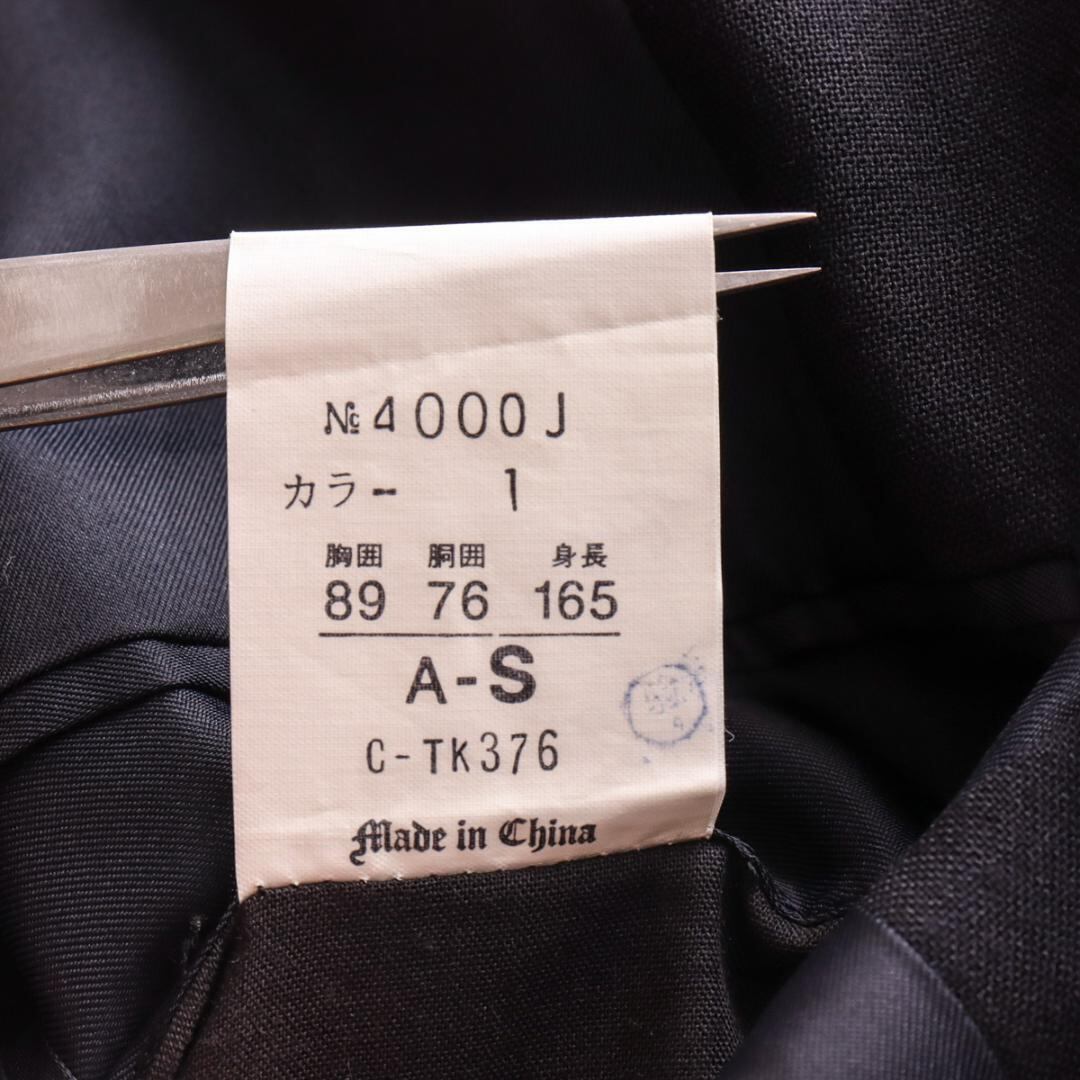 №4000J
カラー 1
胸囲 胴囲 身長
89 76 165
A-S
C-TK376
Made in China